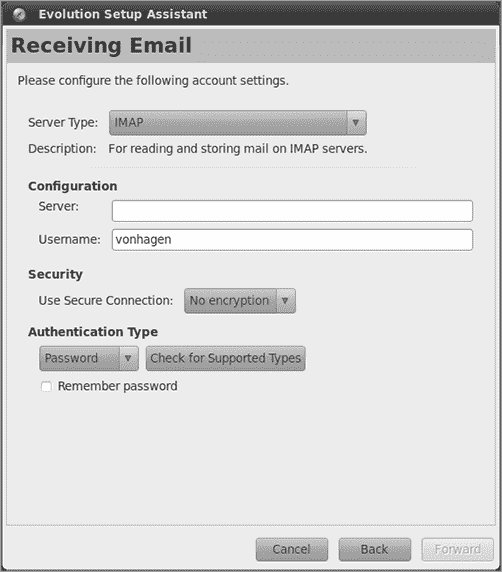 Evolution Setup Assistant
Receiving Email
Please configure the following account settings.
Server Type: IMAP
Description: For reading and storing mail on IMAP servers.
Configuration
Server:
Username: vonhagen
Security
Use Secure Connection: No encryption
Authentication Type
Password Check for Supported Types
Remember password
Cancel Back Forward